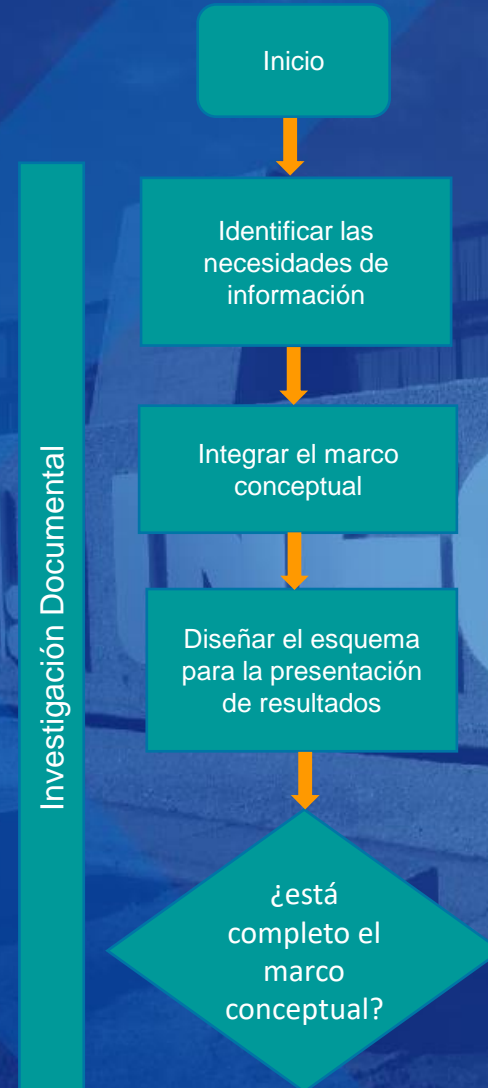 Inicio
Identificar las
necesidades de
información
Integrar el marco
conceptual
Investigación Documental
Diseñar el esquema
para la presentación
de resultados
¿está
completo el
marco
conceptual?